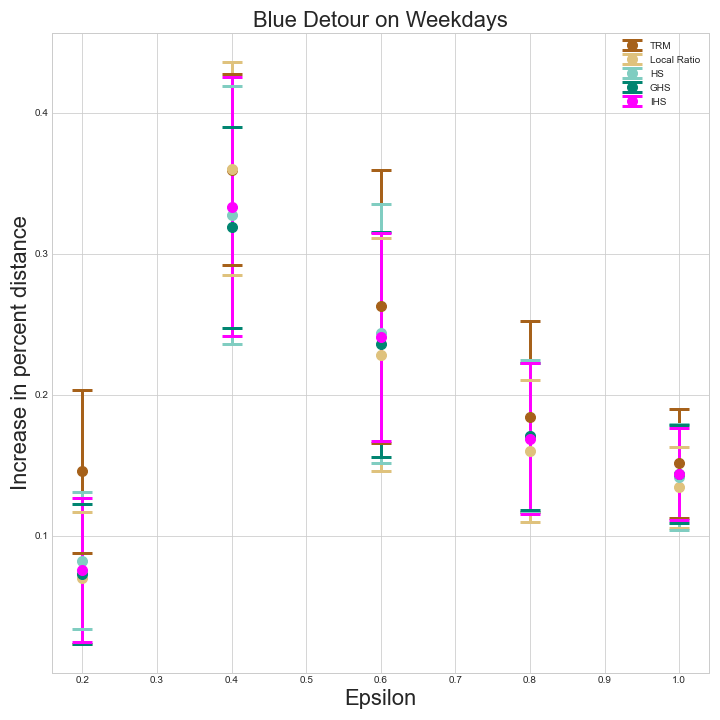 Blue Detour on Weekdays
TRM
Local Ratio
HS
GHS
IHS
Increase in percent distance
0.4
0.3
0.2
0.1
0.2 0.3 0.4 0.5 0.6 0.7 0.8 0.9 1.0
Epsilon